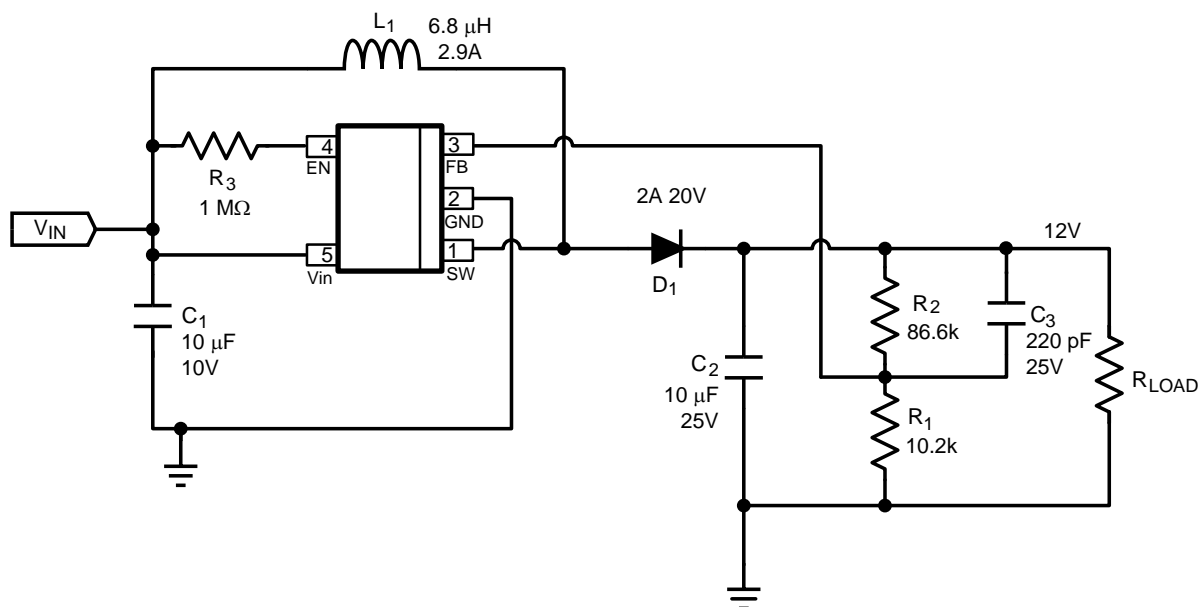 L1
6.8 μH
2.9A
4
EN
3
FB
R3
1 MΩ
2
GND
2A 20V
VIN
5
Vin
1
SW
12V
D1
C1
10 μF
10V
R2
86.6k
C3
220 pF
25V
C2
10 μF
25V
RLOAD
R1
10.2k